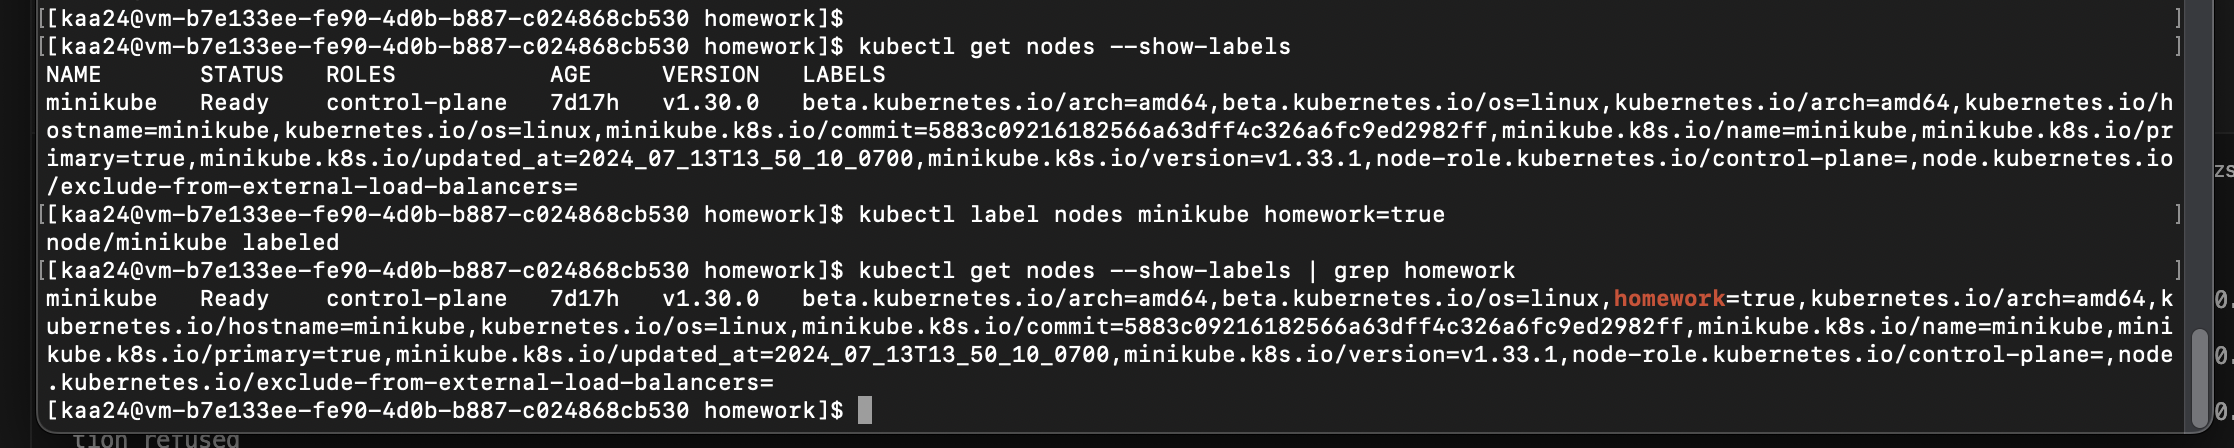 [[kaa24@vm-b7e133ee-fe90-4d0b-b887-c024868cb530 homework]$ ]
[[kaa24@vm-b7e133ee-fe90-4d0b-b887-c024868cb530 homework]$ kubectl get nodes --show-labels ]
NAME STATUS ROLES AGE VERSION LABELS
minikube Ready control-plane 7d17h v1.30.0 beta.kubernetes.io/arch=amd64,beta.kubernetes.io/os=linux,kubernetes.io/arch=amd64,kubernetes.io/h
ostname=minikube,kubernetes.io/os=linux,minikube.k8s.io/commit=5883c09216182566a63dff4c326a6fc9ed2982ff,minikube.k8s.io/name=minikube,minikube.k8s.io/pr
imary=true,minikube.k8s.io/updated_at=2024_07_13T13_50_10_0700,minikube.k8s.io/version=v1.33.1,node-role.kubernetes.io/control-plane=,node.kubernetes.io
/exclude-from-external-load-balancers=
[[kaa24@vm-b7e133ee-fe90-4d0b-b887-c024868cb530 homework]$ kubectl label nodes minikube homework=true ]
node/minikube labeled
[[kaa24@vm-b7e133ee-fe90-4d0b-b887-c024868cb530 homework]$ kubectl get nodes --show-labels | grep homework ]
minikube Ready control-plane 7d17h v1.30.0 beta.kubernetes.io/arch=amd64,beta.kubernetes.io/os=linux,homework=true,kubernetes.io/arch=amd64,k
ubernetes.io/hostname=minikube,kubernetes.io/os=linux,minikube.k8s.io/commit=5883c09216182566a63dff4c326a6fc9ed2982ff,minikube.k8s.io/name=minikube,mini
kube.k8s.io/primary=true,minikube.k8s.io/updated_at=2024_07_13T13_50_10_0700,minikube.k8s.io/version=v1.33.1,node-role.kubernetes.io/control-plane=,node
.kubernetes.io/exclude-from-external-load-balancers=
[kaa24@vm-b7e133ee-fe90-4d0b-b887-c024868cb530 homework]$
tion refused